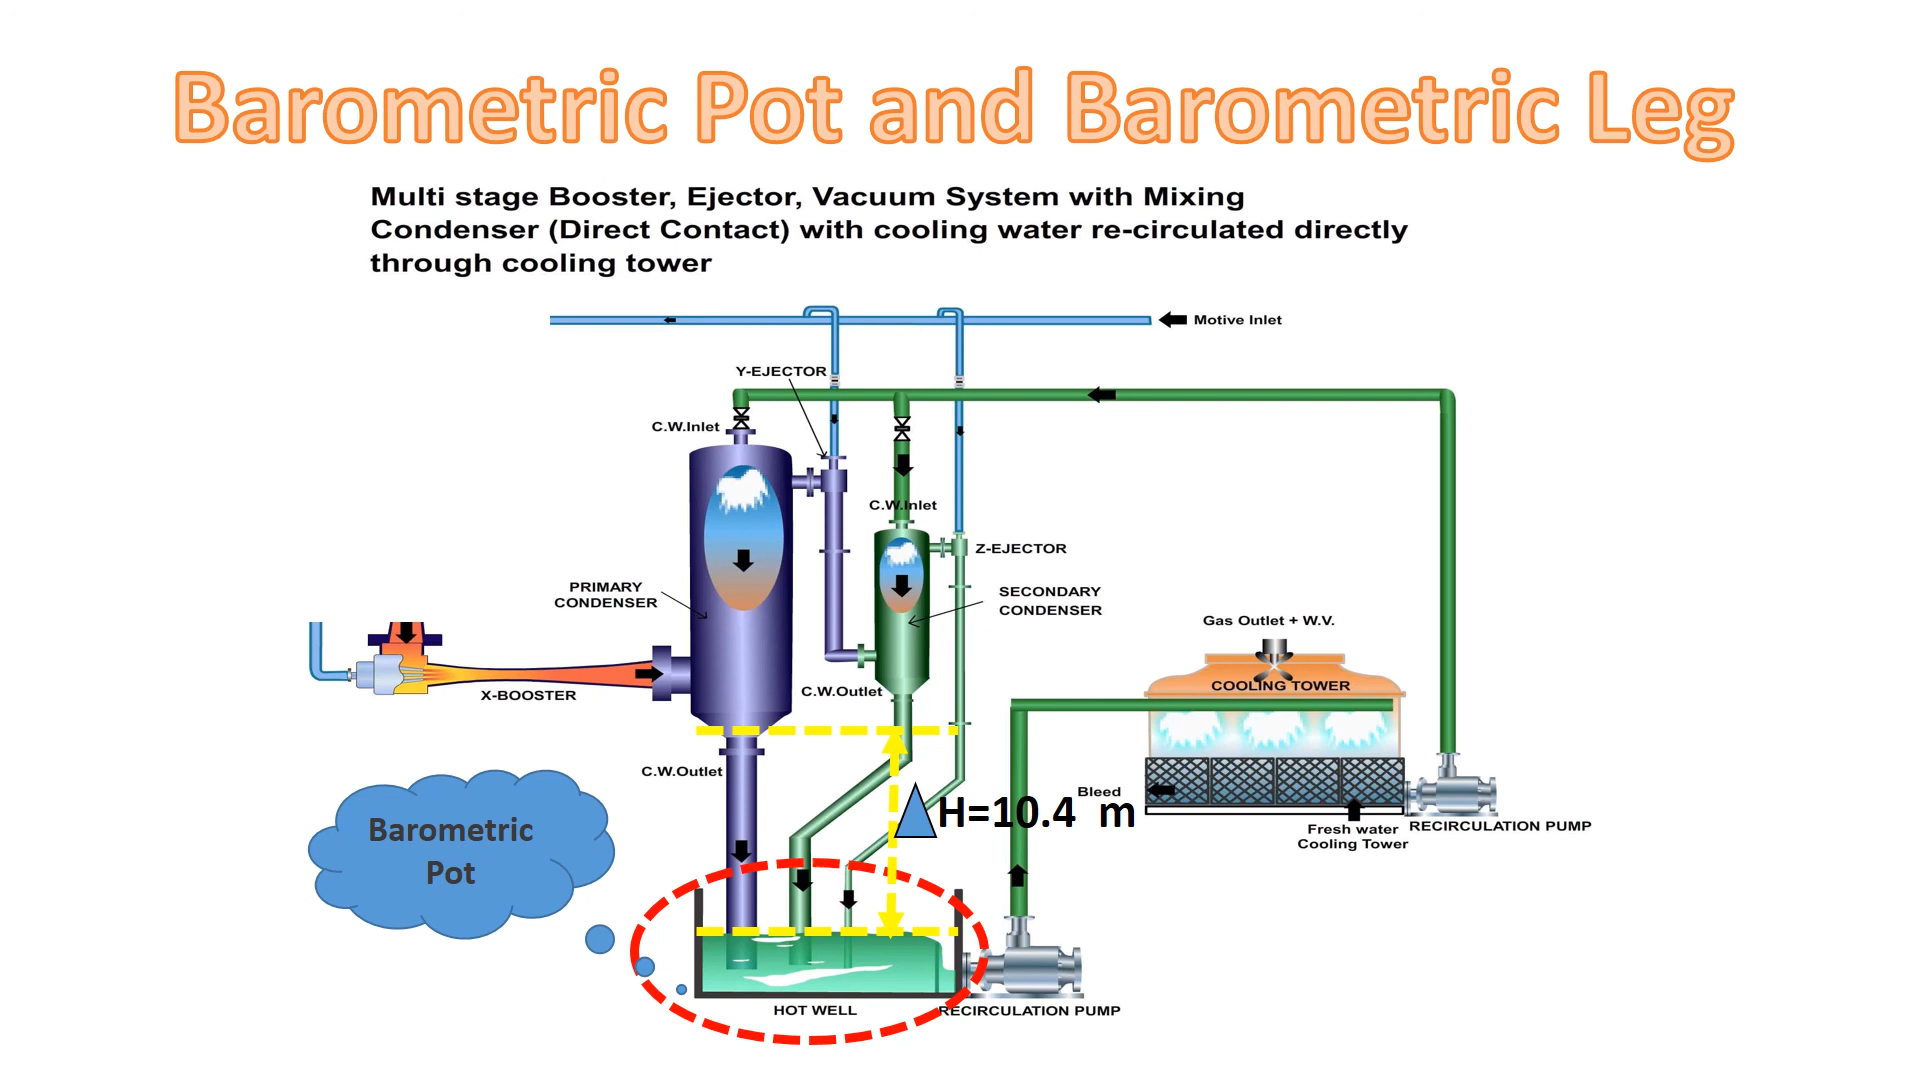 Barometric Pot and Barometric Leg
Multi stage Booster, Ejector, Vacuum System with Mixing
Condenser (Direct Contact) with cooling water re-circulated directly
through cooling tower
Motive Inlet
Y-EJECTOR
C.W.Inlet
C.W.Inlet
Z-EJECTOR
PRIMARY
CONDENSER
SECONDARY
CONDENSER
Gas Outlet + W.V.
COOLING TOWER
X-BOOSTER
C.W.Outlet
C.W.Outlet
Bleed
H=10.4 m
Fresh water
Cooling Tower
RECIRCULATION PUMP
Barometric
Pot
HOT WELL
RECIRCULATION PUMP